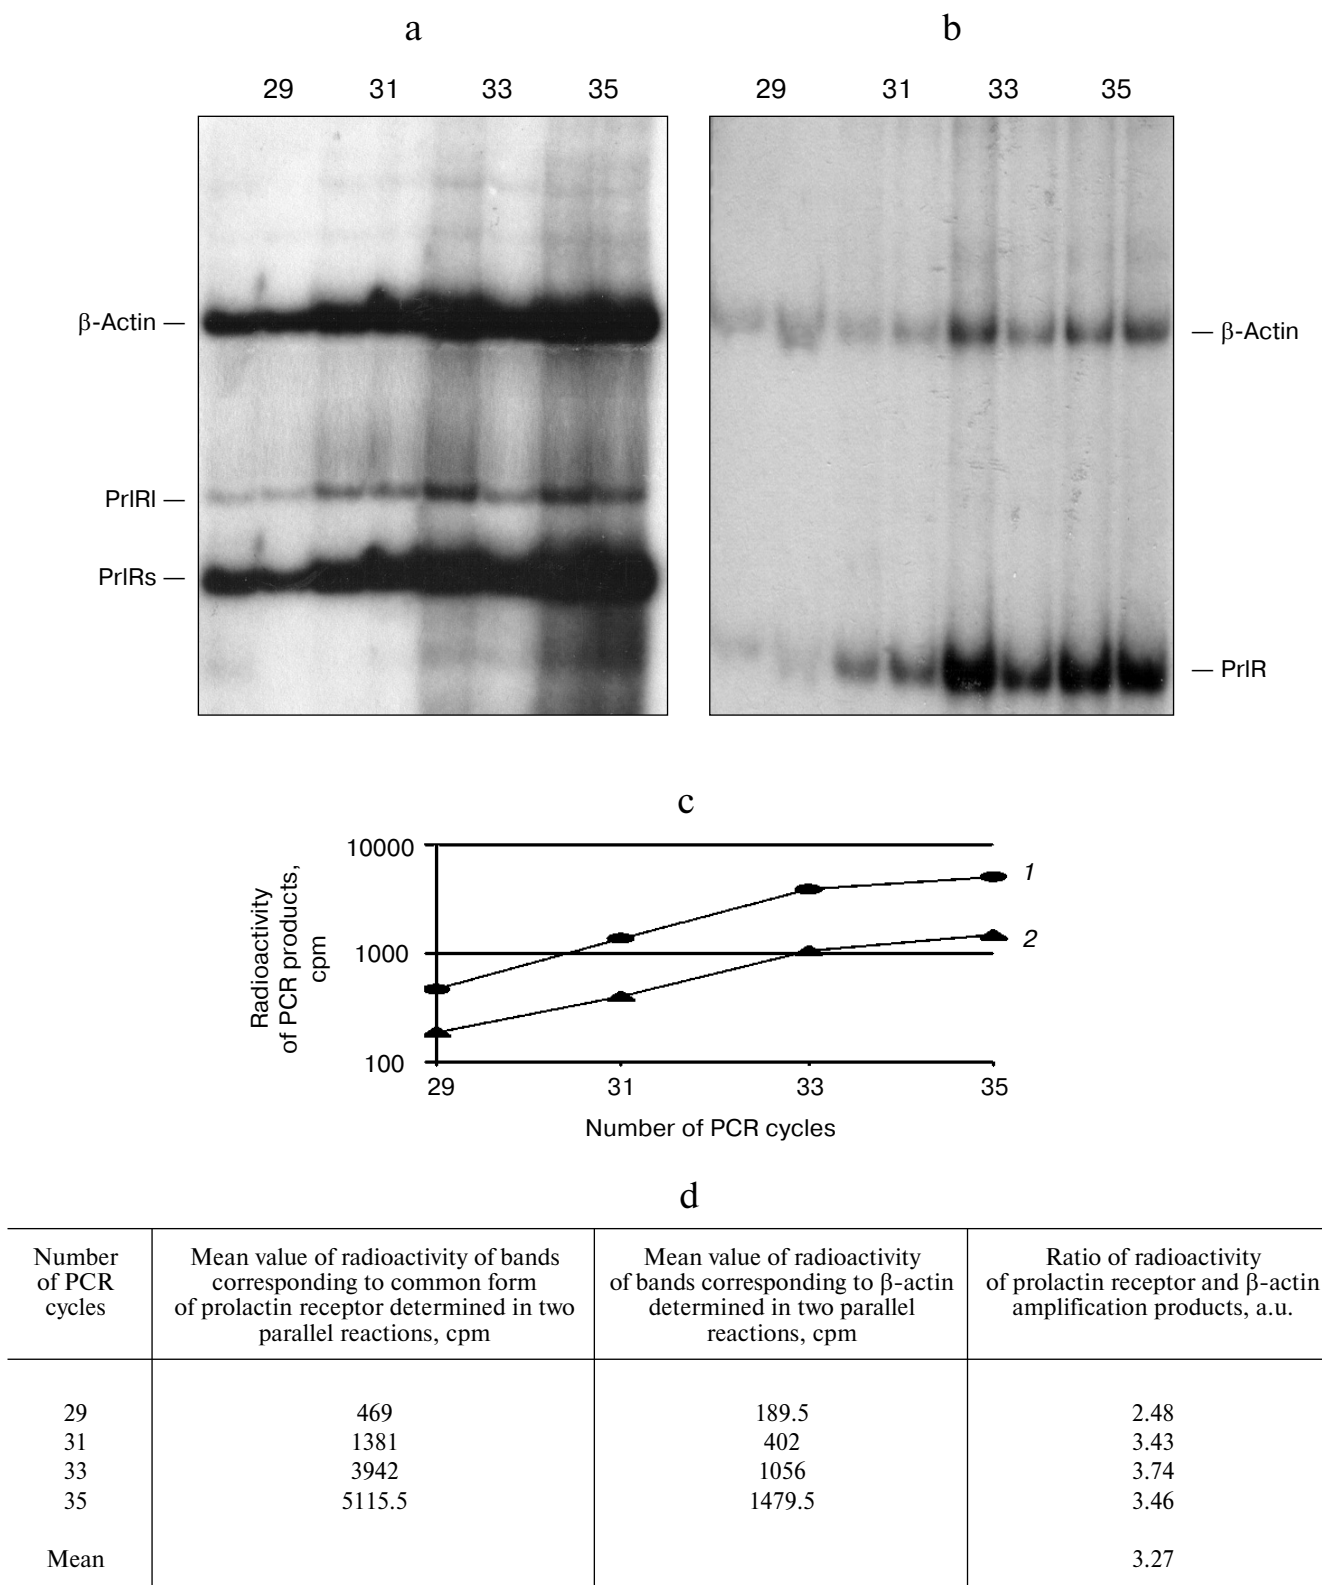 a
b
29 31 33 35
29 31 33 35
β-Actin
PrlRl
PrlRs
β-Actin
PrlR
c
Radioactivity
of PCR products,
cpm
10000
1000
100
1
2
29 31 33 35
Number of PCR cycles
d
Number
of PCR
cycles
Mean value of radioactivity of bands
corresponding to common form
of prolactin receptor determined in two
parallel reactions, cpm
Mean value of radioactivity
of bands corresponding to β-actin
determined in two parallel
reactions, cpm
Ratio of radioactivity
of prolactin receptor and β-actin
amplification products, a.u.
29 469 189.5 2.48
31 1381 402 3.43
33 3942 1056 3.74
35 5115.5 1479.5 3.46
Mean 3.27